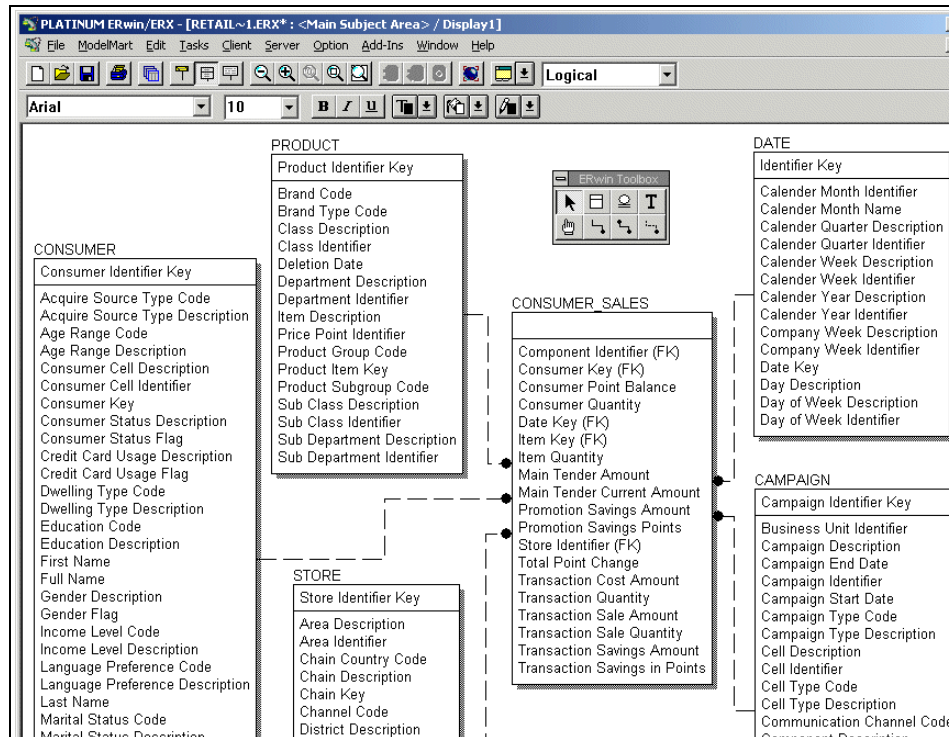 PLATINUM ERwin/ERX - [RETAIL~1.ERX* : <Main Subject Area> / Display1]
File ModelMart Edit Tasks Client Server Option Add-Ins Window Help
Logical
Arial 10 B I U
PRODUCT
Product Identifier Key
Brand Code
Brand Type Code
Class Description
Class Identifier
Deletion Date
Department Description
Department Identifier
Item Description
Price Point Identifier
Product Group Code
Product Item Key
Product Subgroup Code
Sub Class Description
Sub Class Identifier
Sub Department Description
Sub Department Identifier
ERwin Toolbox
T
DATE
Identifier Key
Calender Month Identifier
Calender Month Name
Calender Quarter Description
Calender Quarter Identifier
Calender Week Description
Calender Week Identifier
Calender Year Description
Calender Year Identifier
Company Week Description
Company Week Identifier
Date Key
Day Description
Day of Week Description
Day of Week Identifier
CONSUMER
Consumer Identifier Key
Acquire Source Type Code
Acquire Source Type Description
Age Range Code
Age Range Description
Consumer Cell Description
Consumer Cell Identifier
Consumer Key
Consumer Status Description
Consumer Status Flag
Credit Card Usage Description
Credit Card Usage Flag
Dwelling Type Code
Dwelling Type Description
Education Code
Education Description
First Name
Full Name
Gender Description
Gender Flag
Income Level Code
Income Level Description
Language Preference Code
Language Preference Description
Last Name
Marital Status Code
Marital Status Description
CONSUMER_SALES
Component Identifier (FK)
Consumer Key (FK)
Consumer Point Balance
Consumer Quantity
Date Key (FK)
Item Key (FK)
Item Quantity
Main Tender Amount
Main Tender Current Amount
Promotion Savings Amount
Promotion Savings Points
Store Identifier (FK)
Total Point Change
Transaction Cost Amount
Transaction Quantity
Transaction Sale Amount
Transaction Sale Quantity
Transaction Savings Amount
Transaction Savings in Points
STORE
Store Identifier Key
Area Description
Area Identifier
Chain Country Code
Chain Description
Chain Key
Channel Code
District Description
CAMPAIGN
Campaign Identifier Key
Business Unit Identifier
Campaign Description
Campaign End Date
Campaign Identifier
Campaign Start Date
Campaign Type Code
Campaign Type Description
Cell Description
Cell Identifier
Cell Type Code
Cell Type Description
Communication Channel Code
Component Description